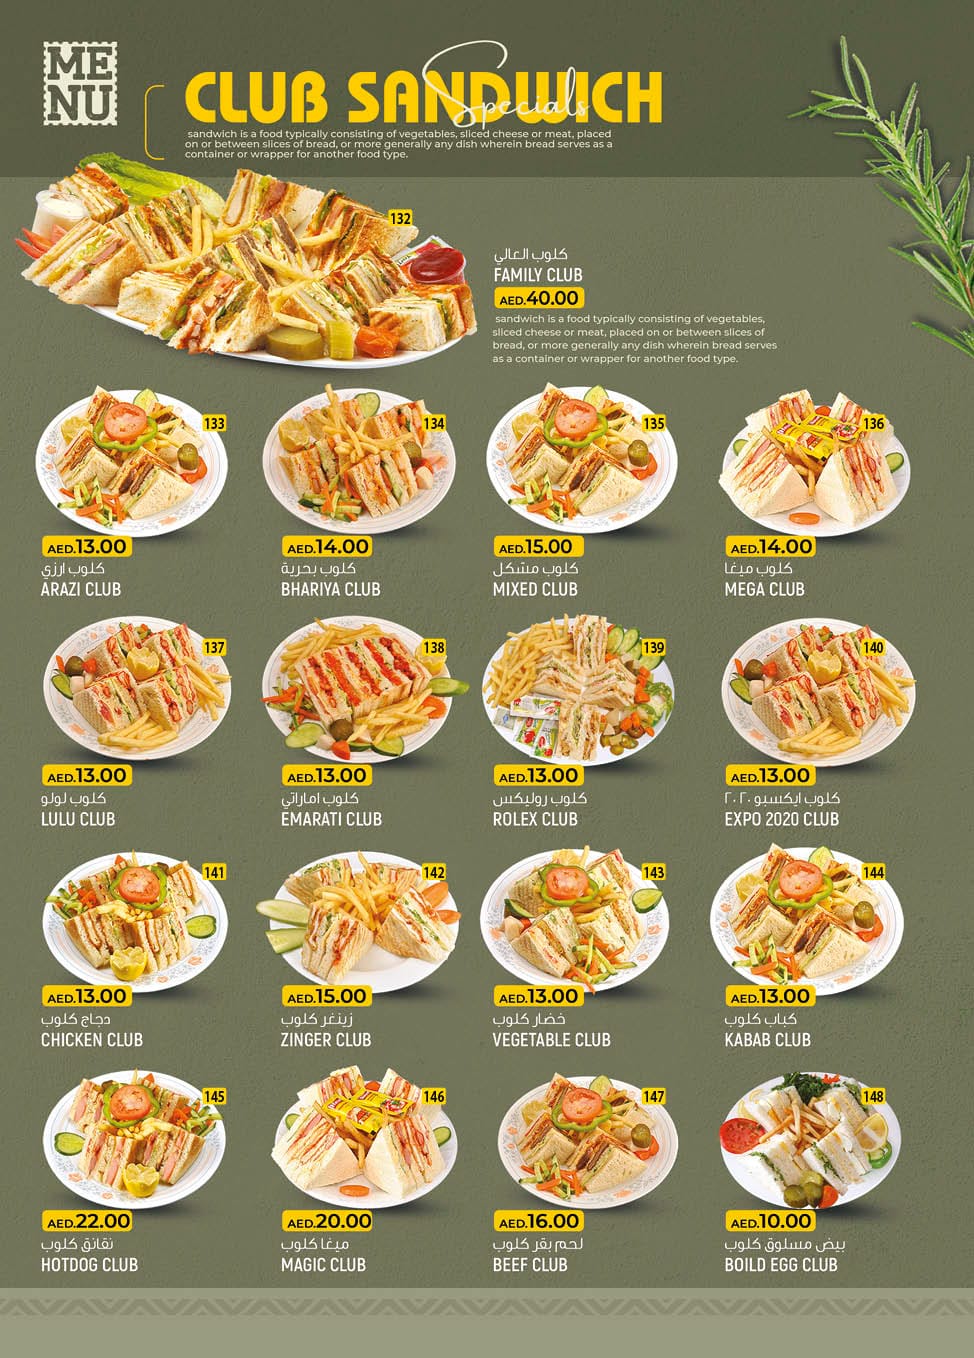 ME
NU
CLUB SANDWICH
Specials
sandwich is a food typically consisting of vegetables, sliced cheese or meat, placed
on or between slices of bread, or more generally any dish wherein bread serves as a
container or wrapper for another food type.
132
كلوب العالي
FAMILY CLUB
AED.40.00
sandwich is a food typically consisting of vegetables,
sliced cheese or meat, placed on or between slices of
bread, or more generally any dish wherein bread serves
as a container or wrapper for another food type.
133
AED.13.00
كلوب ارزي
ARAZI CLUB
134
AED.14.00
كلوب بحرية
BHARIYA CLUB
135
AED.15.00
كلوب مشكل
MIXED CLUB
136
AED.14.00
كلوب ميغا
MEGA CLUB
137
AED.13.00
كلوب لولو
LULU CLUB
138
AED.13.00
كلوب اماراتي
EMARATI CLUB
139
AED.13.00
كلوب روليكس
ROLEX CLUB
140
AED.13.00
كلوب ايكسبو ٢٠٢٠
EXPO 2020 CLUB
141
AED.13.00
دجاج كلوب
CHICKEN CLUB
142
AED.15.00
زينغر كلوب
ZINGER CLUB
143
AED.13.00
خضار كلوب
VEGETABLE CLUB
144
AED.13.00
كباب كلوب
KABAB CLUB
145
AED.22.00
نقانق كلوب
HOTDOG CLUB
146
AED.20.00
ميغا كلوب
MAGIC CLUB
147
AED.16.00
لحم بقر كلوب
BEEF CLUB
148
AED.10.00
بيض مسلوق كلوب
BOILD EGG CLUB